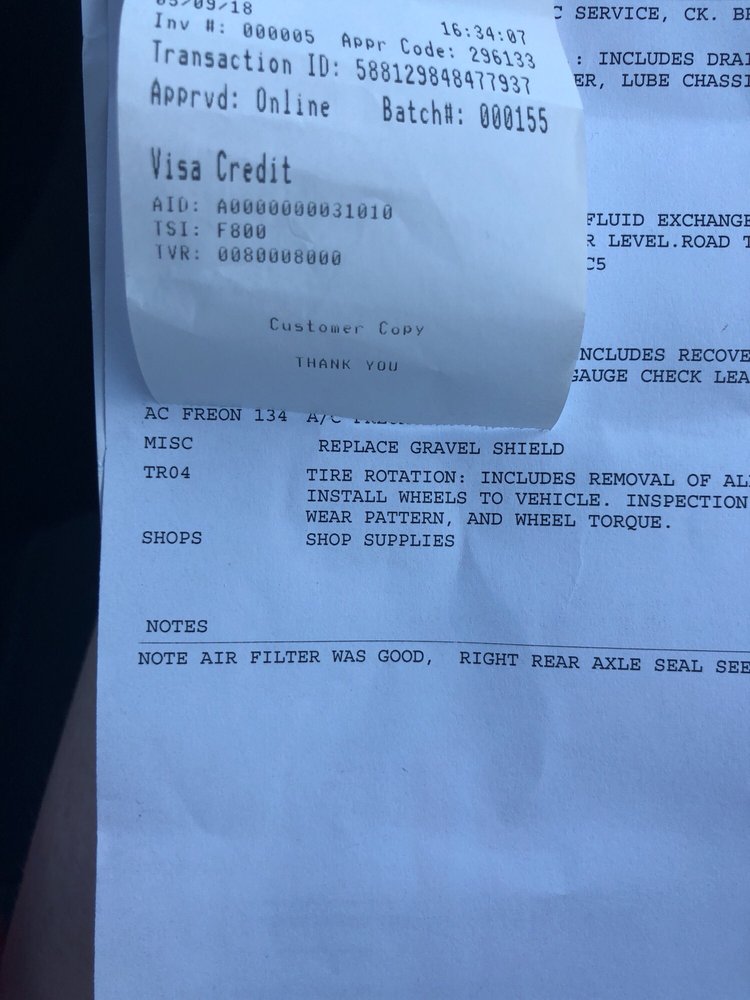 /09/18 16:34:07
Inv #: 000005 Appr Code: 296133
Transaction ID: 588129848477937
Apprvd: Online Batch#: 000155
Visa Credit
AID: A0000000031010
TSI: F800
TVR: 0080008000
Customer Copy
THANK YOU
C SERVICE, CK. BE
: INCLUDES DRAI
ER, LUBE CHASSI
FLUID EXCHANGE
R LEVEL.ROAD T
C5
NCLUDES RECOVE
GAUGE CHECK LEA
AC FREON 134 A/C
MISC REPLACE GRAVEL SHIELD
TR04 TIRE ROTATION: INCLUDES REMOVAL OF AL
INSTALL WHEELS TO VEHICLE. INSPECTION
WEAR PATTERN, AND WHEEL TORQUE.
SHOPS SHOP SUPPLIES
NOTES
NOTE AIR FILTER WAS GOOD, RIGHT REAR AXLE SEAL SEE